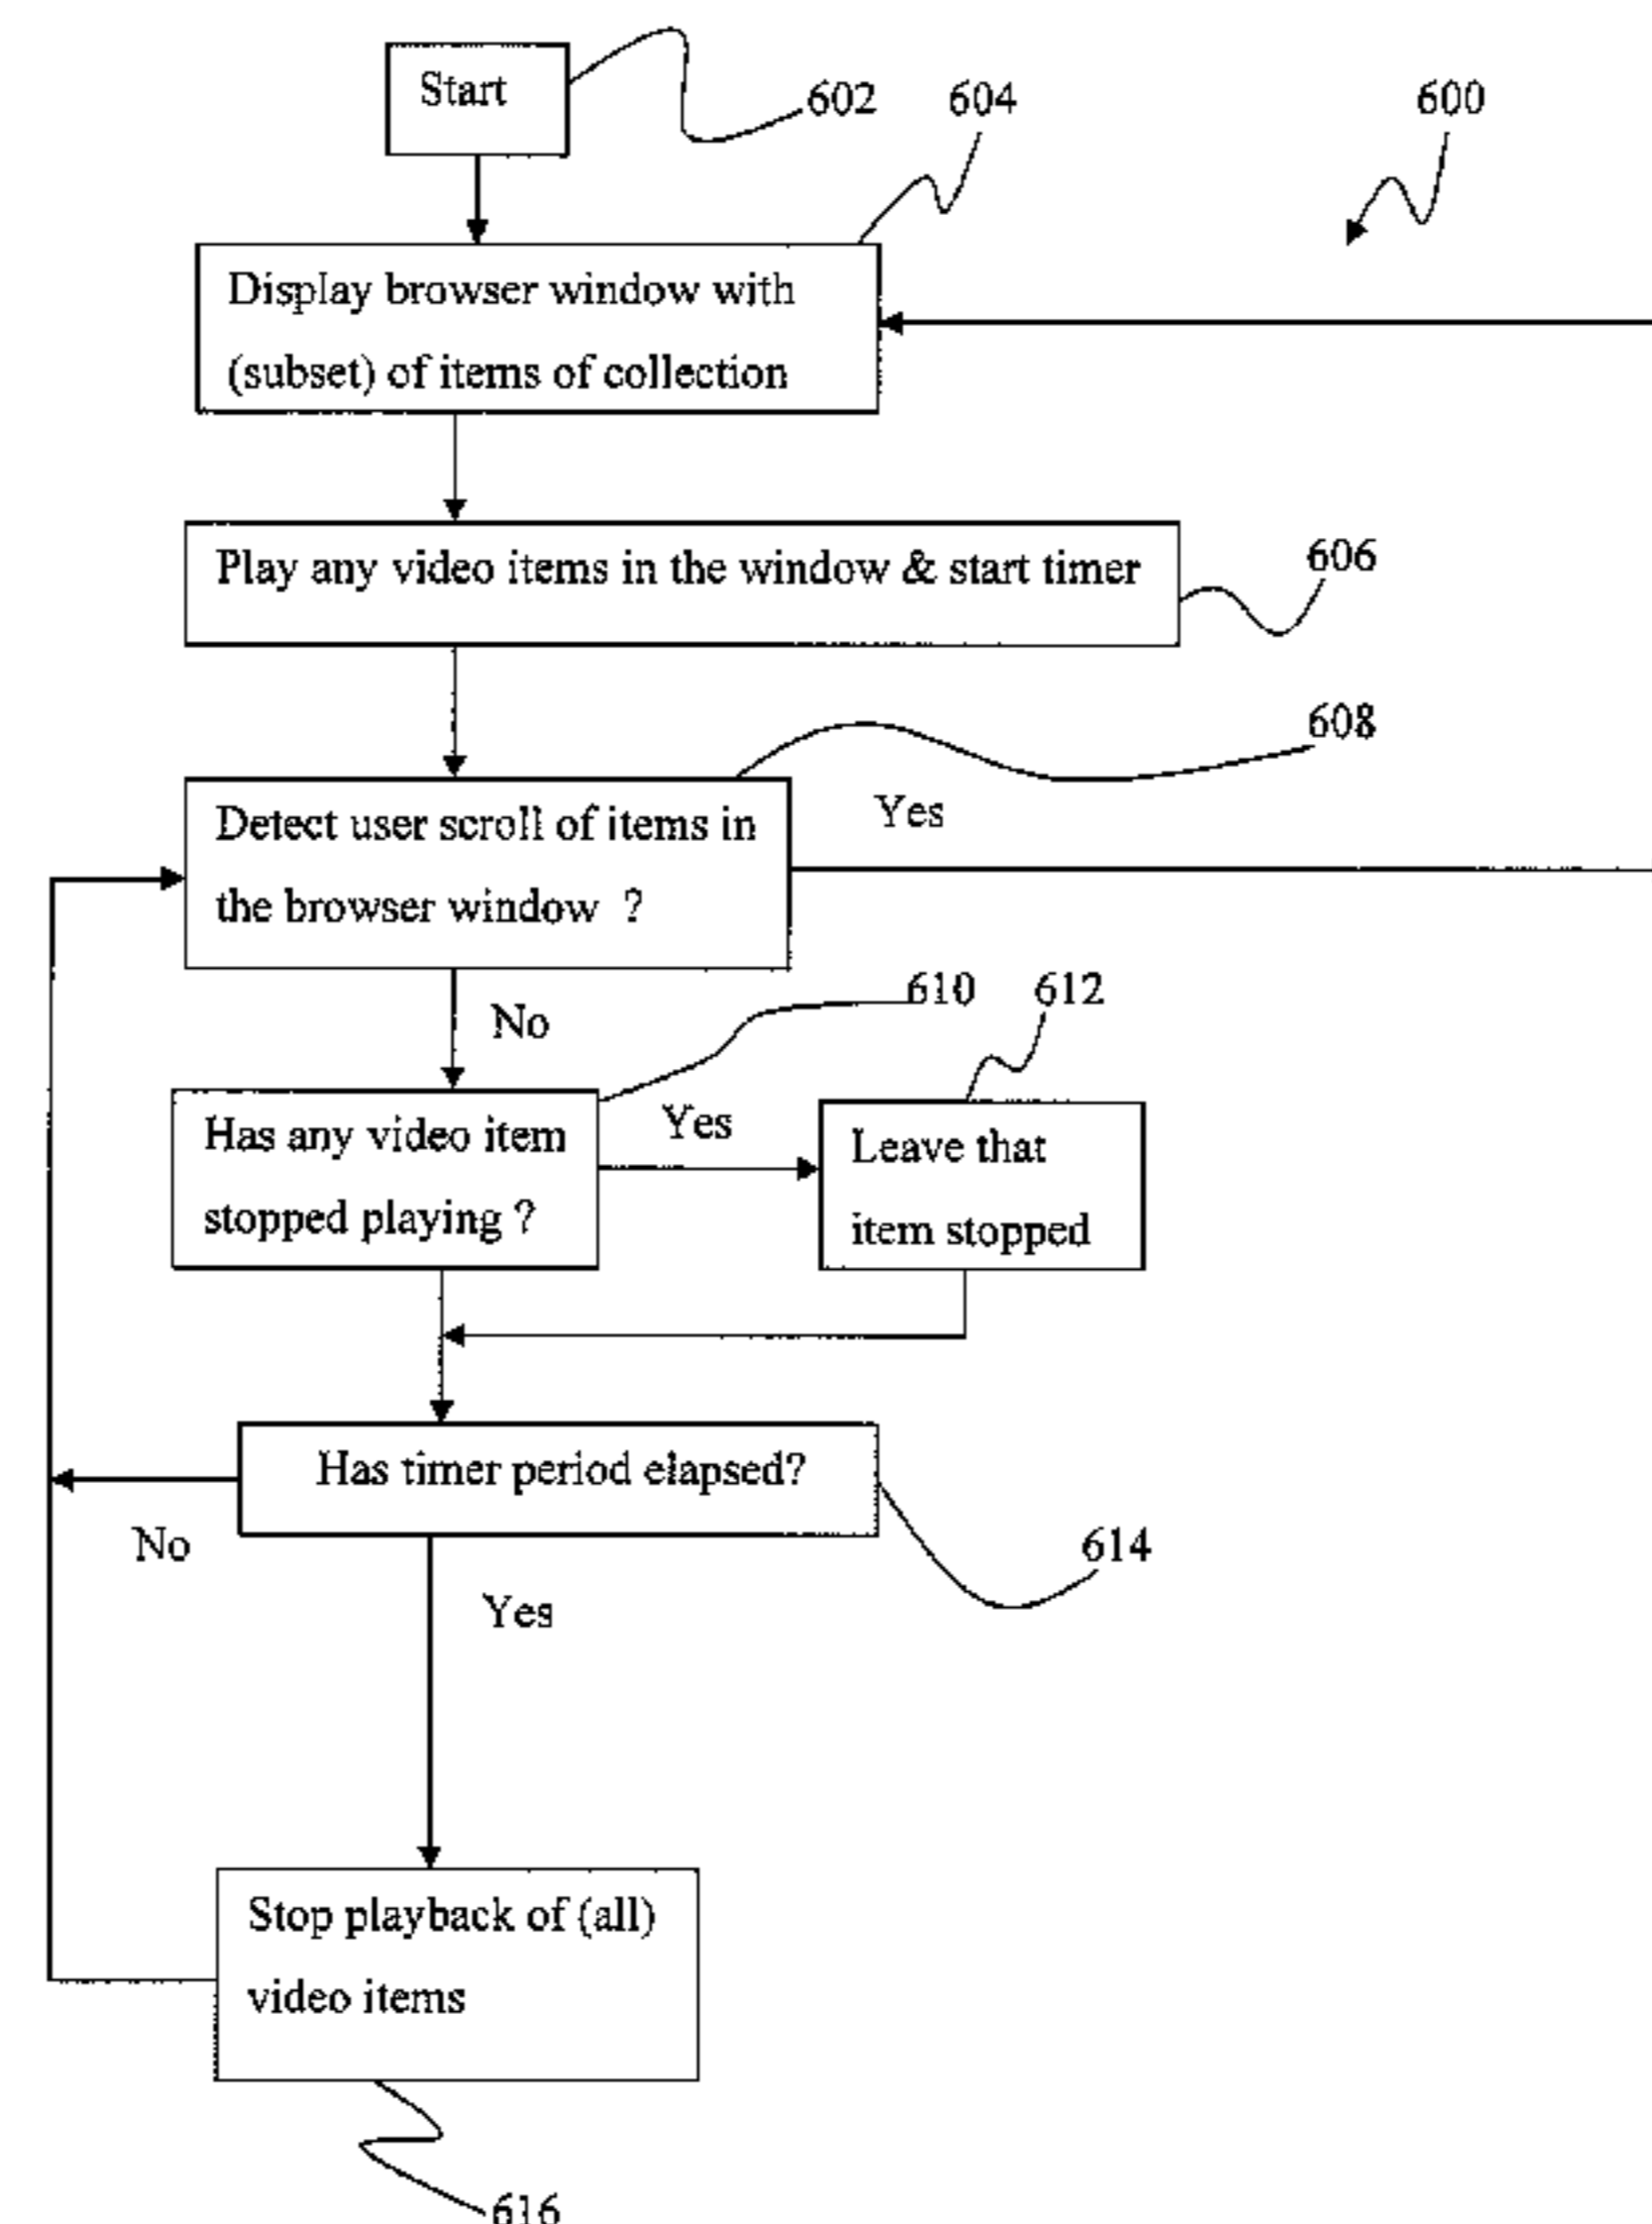 Start
602
604
600
Display browser window with
(subset) of items of collection
Play any video items in the window & start timer
606
608
Detect user scroll of items in
the browser window ?
Yes
No
610
612
Has any video item
stopped playing ?
Yes
Leave that
item stopped
Has timer period elapsed?
No
614
Yes
Stop playback of (all)
video items
616